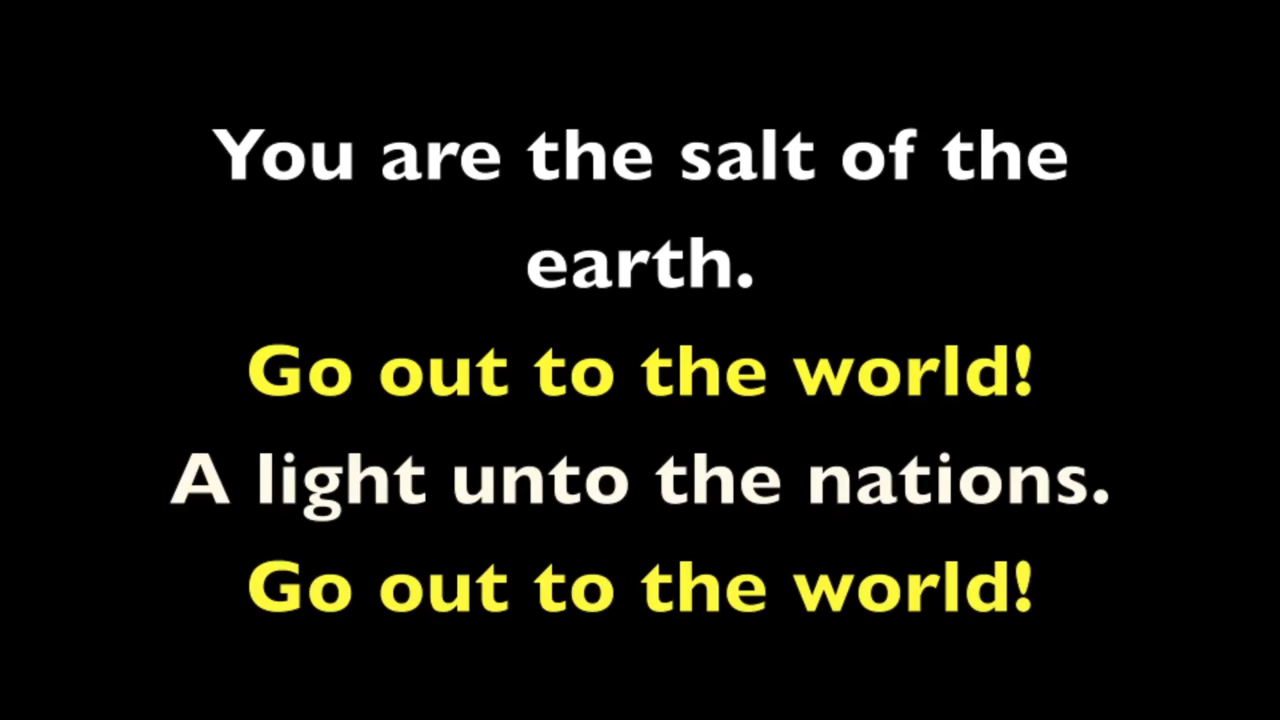 You are the salt of the
earth.
Go out to the world!
A light unto the nations.
Go out to the world!